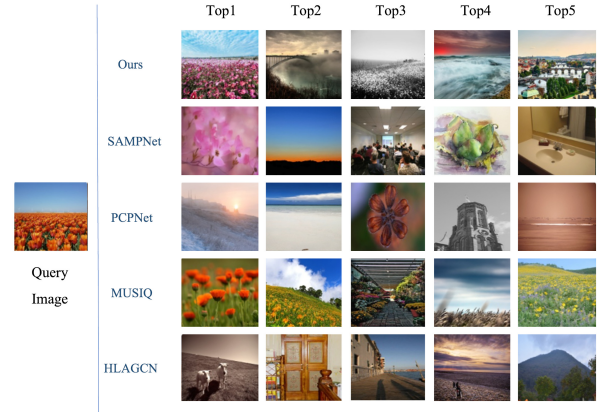 Top1 Top2 Top3 Top4 Top5
Ours
SAMPNet
PCPNet
Query
Image
MUSIQ
HLAGCN